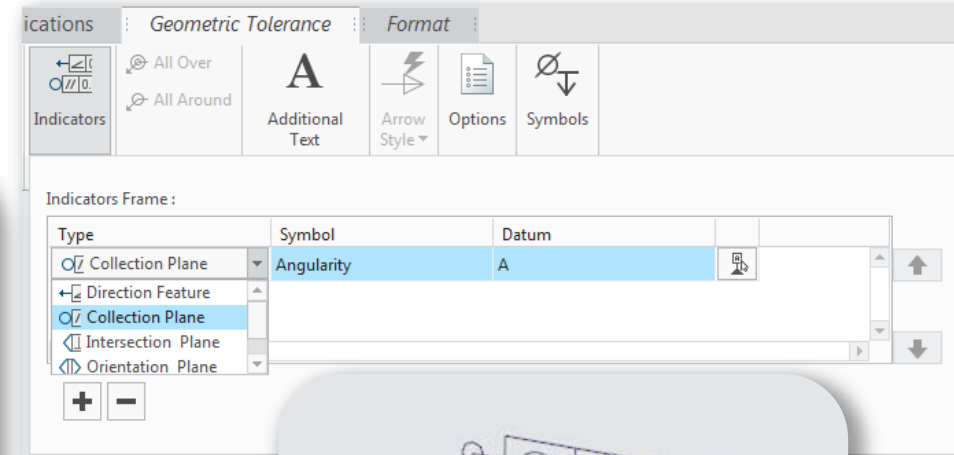 ications Geometric Tolerance Format
Indicators
All Over
All Around
A
Additional
Text
Arrow
Style
Options
Symbols
Indicators Frame :
Type Symbol Datum
Collection Plane Angularity A
Direction Feature
Collection Plane
Intersection Plane
Orientation Plane